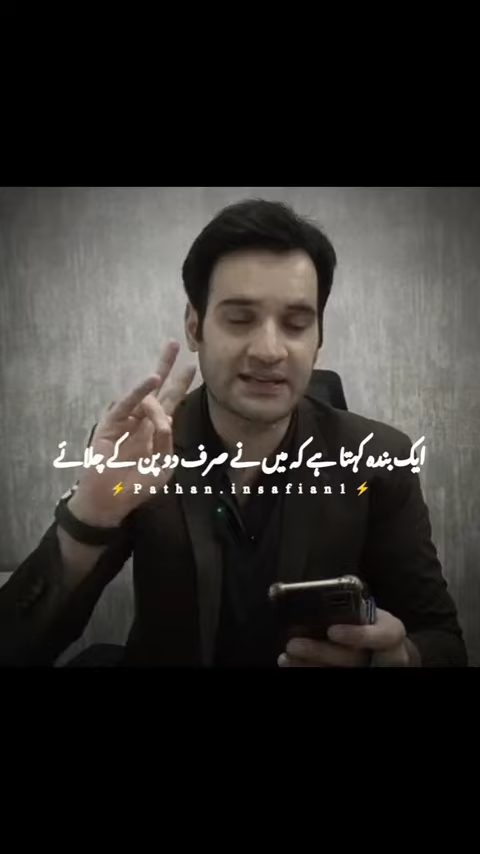 ایک بندہ کہتا ہے کہ میں نے صرف دو پن کے چلائے
⚡ Pathan.insafian1 ⚡